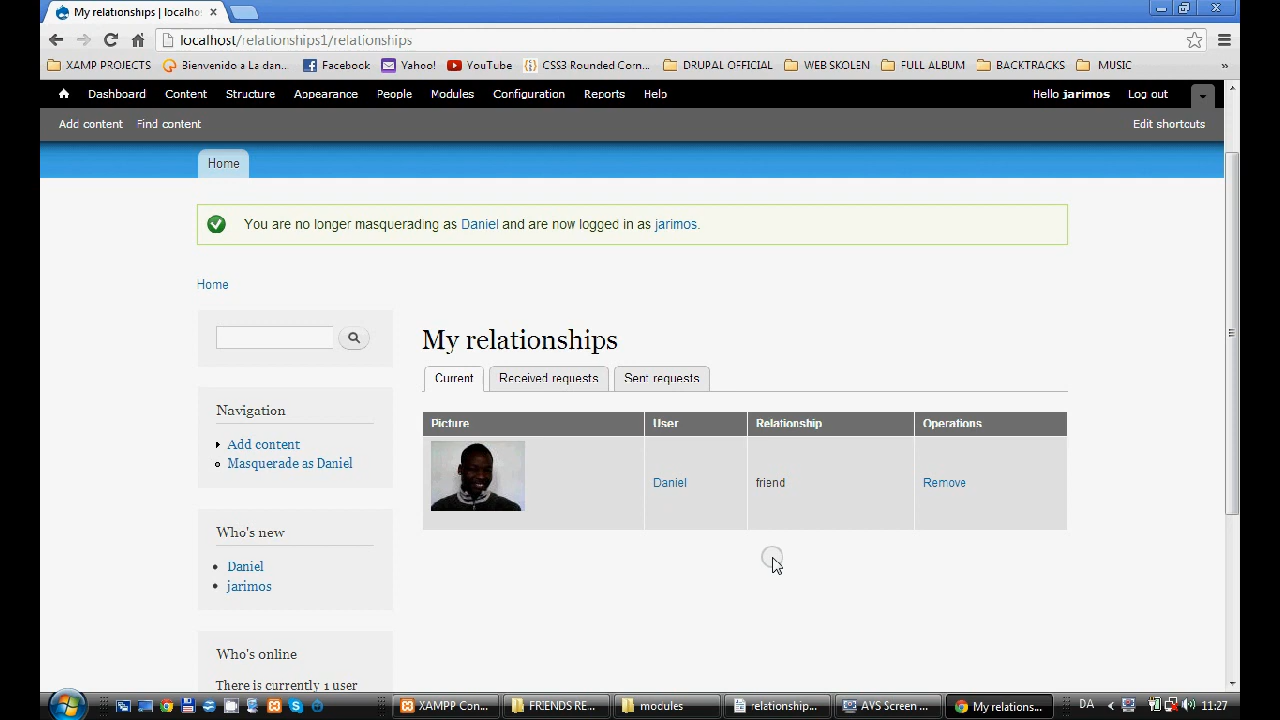 My relationships | localho
localhost/relationships1/relationships
XAMP PROJECTS Bienvenido a La dan... Facebook Yahoo! YouTube CSS3 Rounded Corn... DRUPAL OFFICIAL WEB SKOLEN FULL ALBUM BACKTRACKS MUSIC »
Dashboard Content Structure Appearance People Modules Configuration Reports Help Hello jarimos Log out
Add content Find content Edit shortcuts
Home
You are no longer masquerading as Daniel and are now logged in as jarimos.
Home
My relationships
Current Received requests Sent requests
Picture User Relationship Operations
Daniel friend Remove
Navigation
Add content
Masquerade as Daniel
Who's new
Daniel
jarimos
Who's online
There is currently 1 user
XAMPP Con... FRIENDS RE... modules relationship... AVS Screen ... My relations... DA 11:27